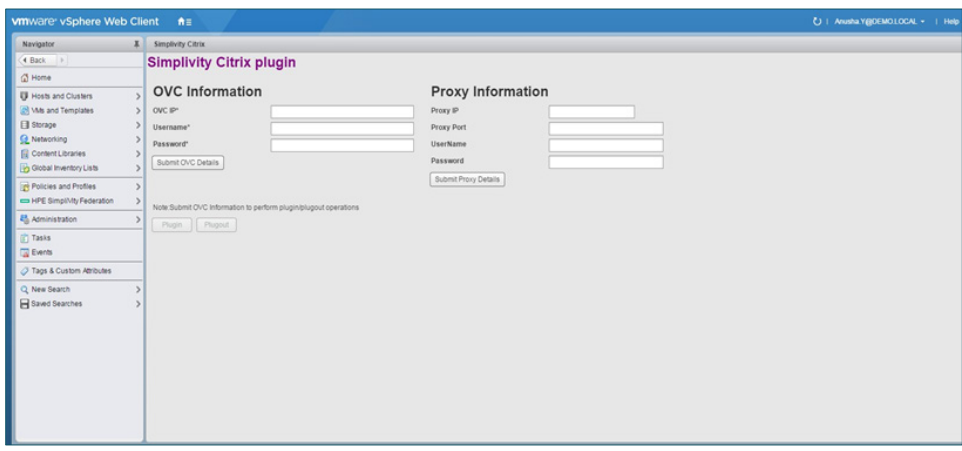 vmware® vSphere Web Client
Anusha.Y@DEMO.LOCAL
Help
Navigator
Back
Home
Hosts and Clusters
VMs and Templates
Storage
Networking
Content Libraries
Global Inventory Lists
Policies and Profiles
HPE SimpliVity Federation
Administration
Tasks
Events
Tags & Custom Attributes
New Search
Saved Searches
Simplivity Citrix
Simplivity Citrix plugin
OVC Information
OVC IP*
Username*
Password*
Submit OVC Details
Proxy Information
Proxy IP
Proxy Port
UserName
Password
Submit Proxy Details
Note:Submit OVC Information to perform plugin/plugout operations
Plugin
Plugout